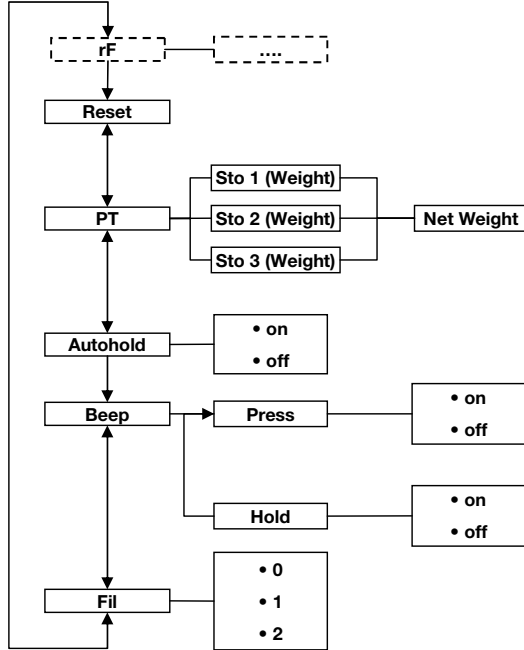 rF
....
Reset
Sto 1 (Weight)
PT
Sto 2 (Weight)
Net Weight
Sto 3 (Weight)
Autohold
• on
• off
Beep
Press
• on
• off
Hold
• on
• off
Fil
• 0
• 1
• 2